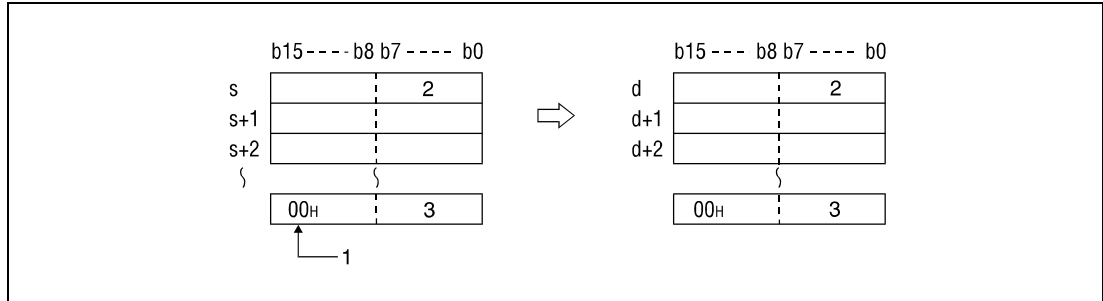 b15 - - - - b8 b7 - - - - b0
b15 - - - - b8 b7 - - - - b0
s
2
s+1
s+2
00H
3
1
d
2
d+1
d+2
00H
3